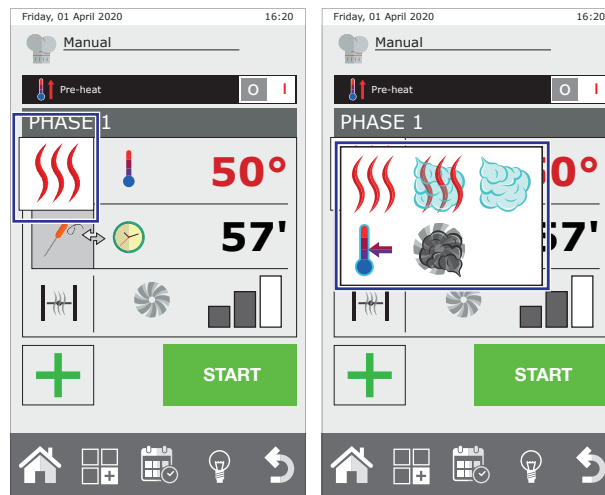 Friday, 01 April 2020 16:20
Manual
Pre-heat O I
PHASE 1
50°
57'
START
Friday, 01 April 2020 16:20
Manual
Pre-heat O I
PHASE 1
0°
7'
START